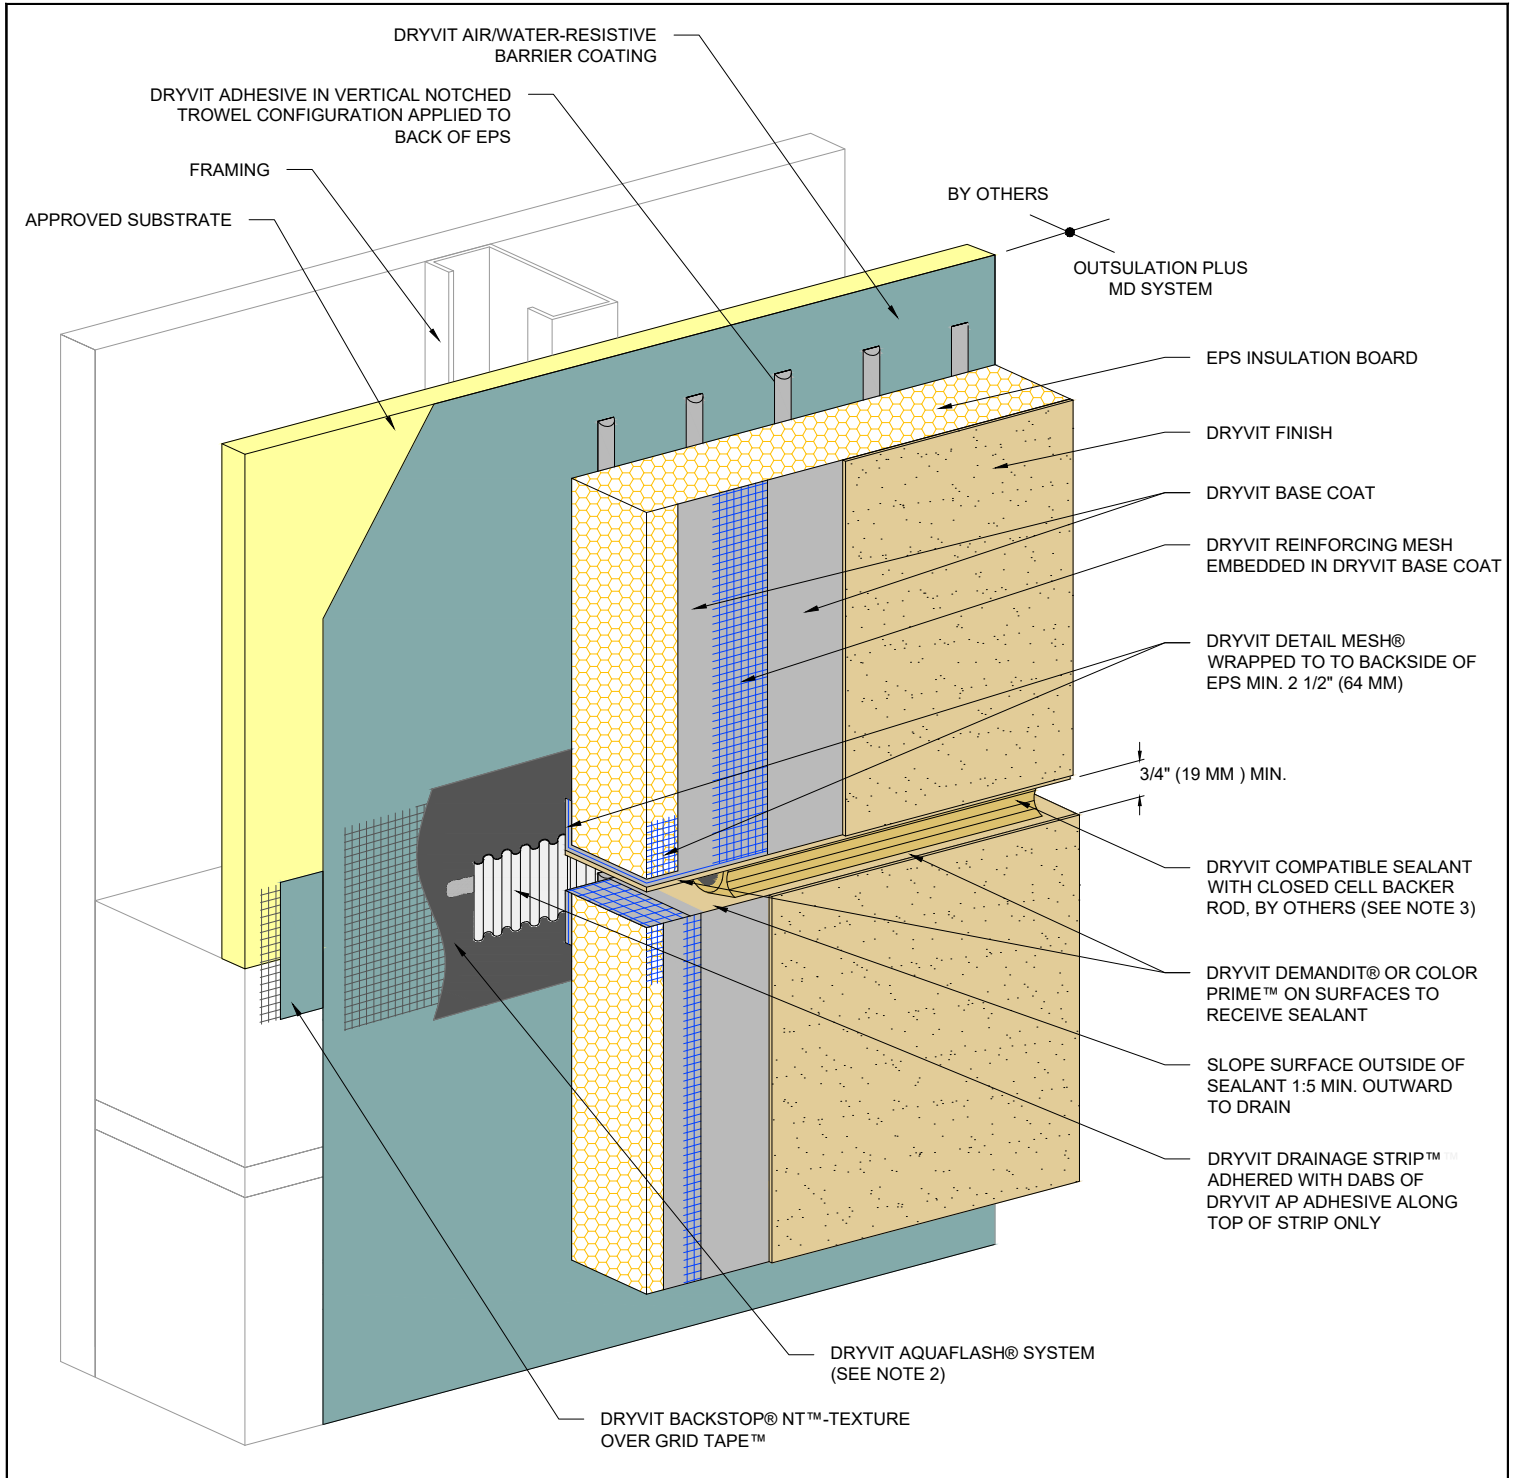 DRYVIT AIR/WATER-RESISTIVE
BARRIER COATING
DRYVIT ADHESIVE IN VERTICAL NOTCHED
TROWEL CONFIGURATION APPLIED TO
BACK OF EPS
FRAMING
APPROVED SUBSTRATE
BY OTHERS
OUTSULATION PLUS
MD SYSTEM
EPS INSULATION BOARD
DRYVIT FINISH
DRYVIT BASE COAT
DRYVIT REINFORCING MESH
EMBEDDED IN DRYVIT BASE COAT
DRYVIT DETAIL MESH®
WRAPPED TO TO BACKSIDE OF
EPS MIN. 2 1/2" (64 MM)
3/4" (19 MM ) MIN.
DRYVIT COMPATIBLE SEALANT
WITH CLOSED CELL BACKER
ROD, BY OTHERS (SEE NOTE 3)
DRYVIT DEMANDIT® OR COLOR
PRIME™ ON SURFACES TO
RECEIVE SEALANT
SLOPE SURFACE OUTSIDE OF
SEALANT 1:5 MIN. OUTWARD
TO DRAIN
DRYVIT DRAINAGE STRIP™ ™
ADHERED WITH DABS OF
DRYVIT AP ADHESIVE ALONG
TOP OF STRIP ONLY
DRYVIT AQUAFLASH® SYSTEM
(SEE NOTE 2)
DRYVIT BACKSTOP® NT™-TEXTURE
OVER GRID TAPE™